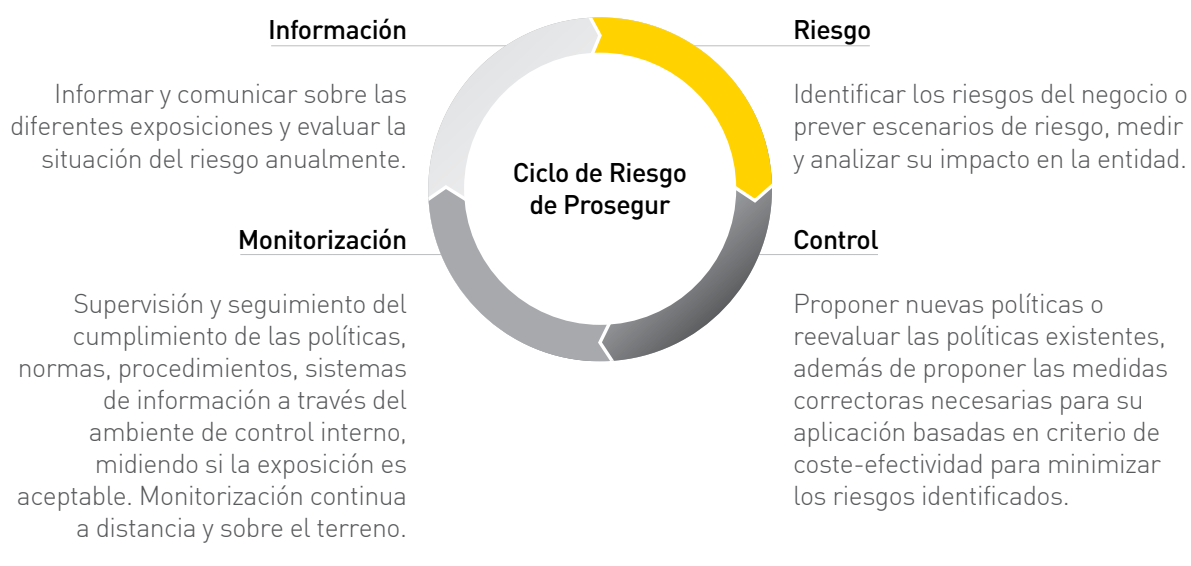 Información
Informar y comunicar sobre las
diferentes exposiciones y evaluar la
situación del riesgo anualmente.
Riesgo
Identificar los riesgos del negocio o
prever escenarios de riesgo, medir
y analizar su impacto en la entidad.
Ciclo de Riesgo
de Prosegur
Monitorización
Supervisión y seguimiento del
cumplimiento de las políticas,
normas, procedimientos, sistemas
de información a través del
ambiente de control interno,
midiendo si la exposición es
aceptable. Monitorización continua
a distancia y sobre el terreno.
Control
Proponer nuevas políticas o
reevaluar las políticas existentes,
además de proponer las medidas
correctoras necesarias para su
aplicación basadas en criterio de
coste-efectividad para minimizar
los riesgos identificados.